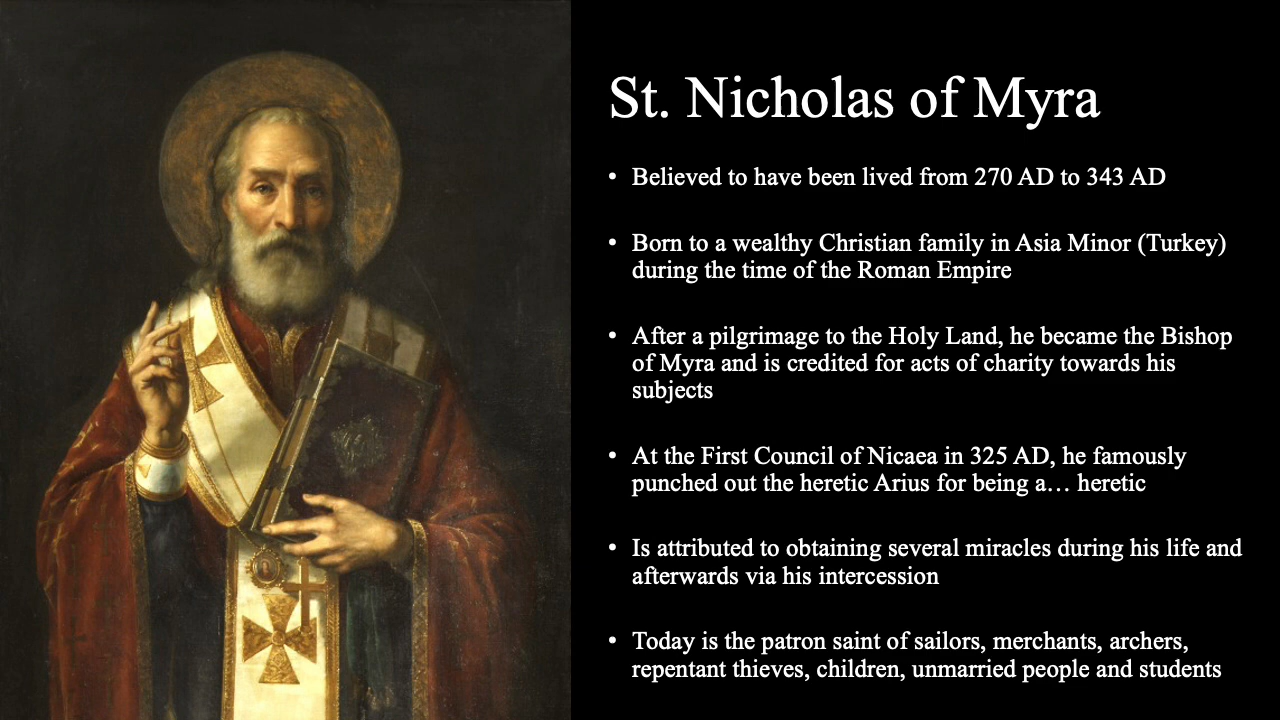 St. Nicholas of Myra
• Believed to have been lived from 270 AD to 343 AD
• Born to a wealthy Christian family in Asia Minor (Turkey)
during the time of the Roman Empire
• After a pilgrimage to the Holy Land, he became the Bishop
of Myra and is credited for acts of charity towards his
subjects
• At the First Council of Nicaea in 325 AD, he famously
punched out the heretic Arius for being a… heretic
• Is attributed to obtaining several miracles during his life and
afterwards via his intercession
• Today is the patron saint of sailors, merchants, archers,
repentant thieves, children, unmarried people and students